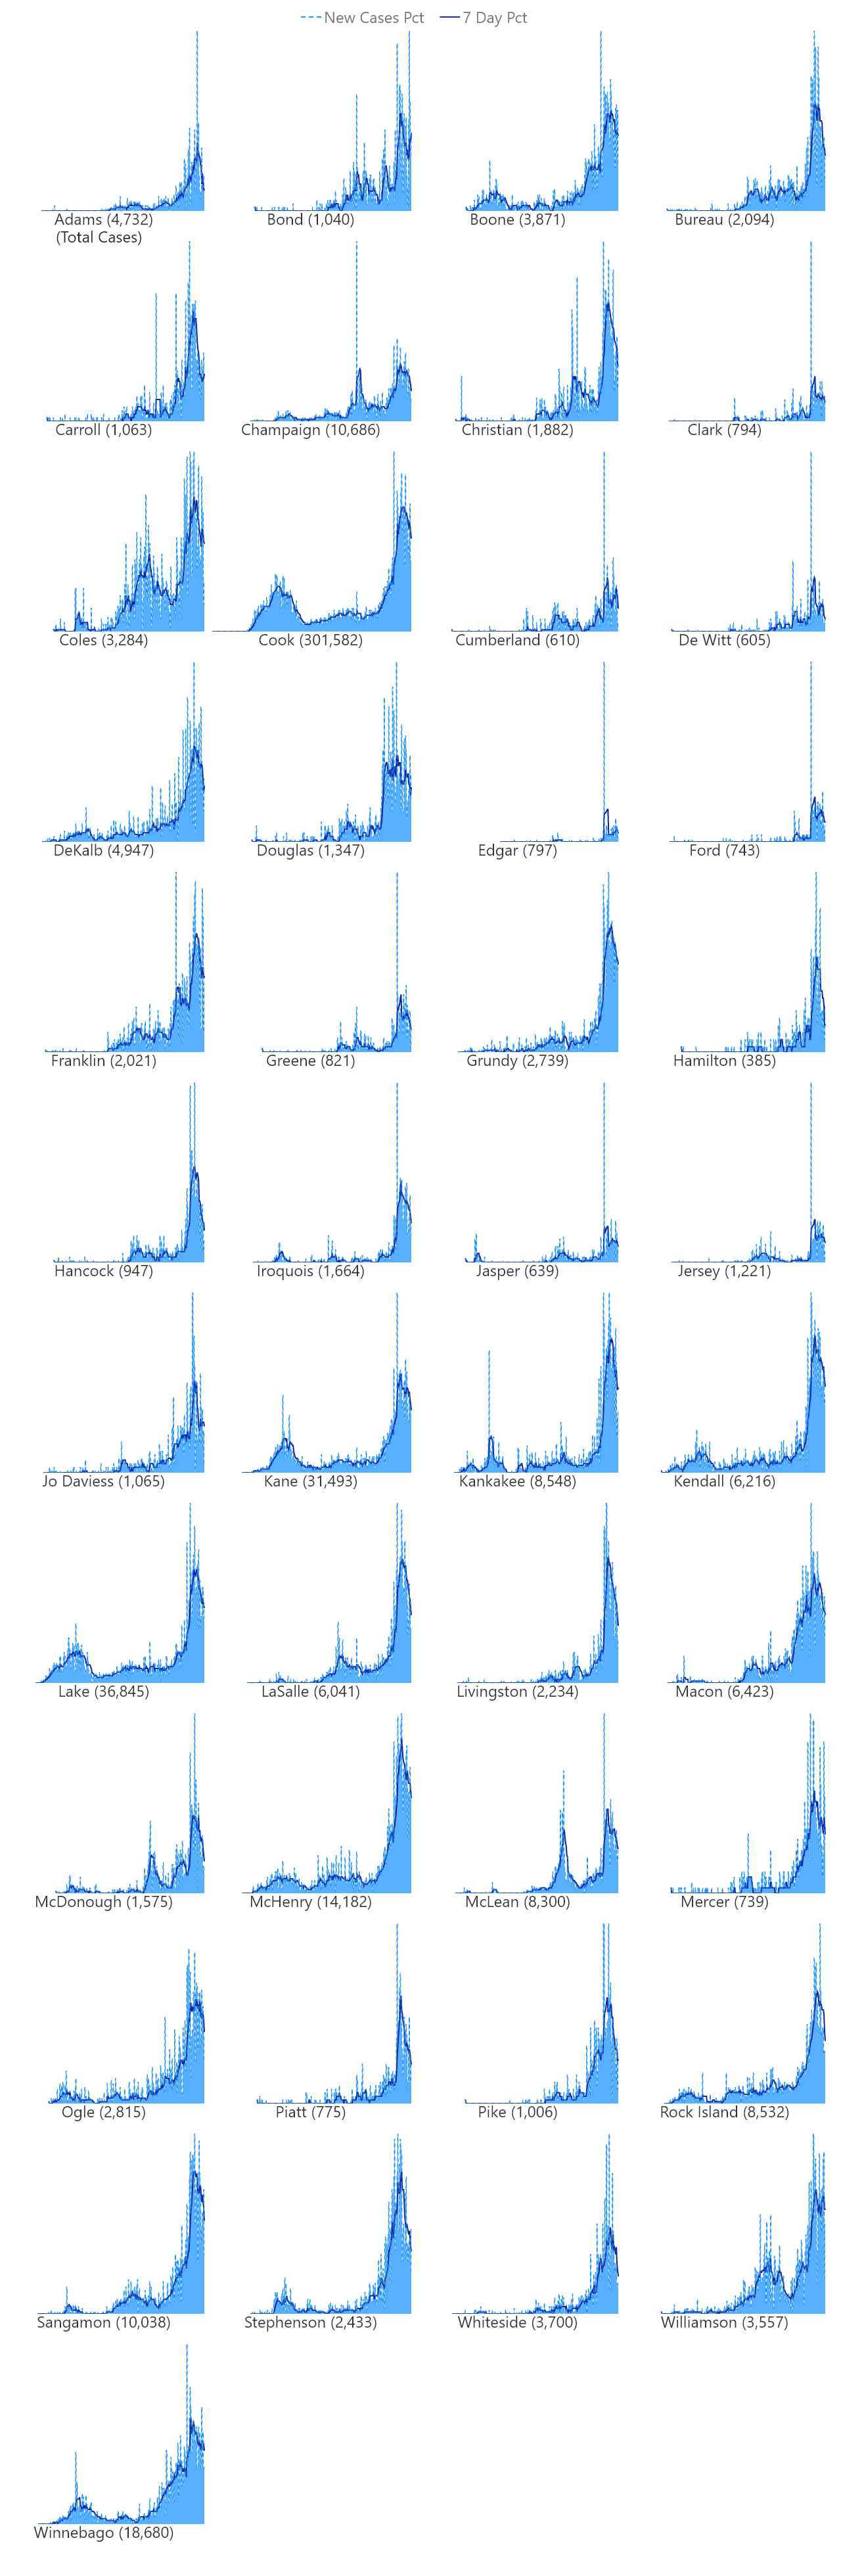 New Cases Pct 7 Day Pct
Adams (4,732)
(Total Cases)
Bond (1,040)
Boone (3,871)
Bureau (2,094)
Carroll (1,063)
Champaign (10,686)
Christian (1,882)
Clark (794)
Coles (3,284)
Cook (301,582)
Cumberland (610)
De Witt (605)
DeKalb (4,947)
Douglas (1,347)
Edgar (797)
Ford (743)
Franklin (2,021)
Greene (821)
Grundy (2,739)
Hamilton (385)
Hancock (947)
Iroquois (1,664)
Jasper (639)
Jersey (1,221)
Jo Daviess (1,065)
Kane (31,493)
Kankakee (8,548)
Kendall (6,216)
Lake (36,845)
LaSalle (6,041)
Livingston (2,234)
Macon (6,423)
McDonough (1,575)
McHenry (14,182)
McLean (8,300)
Mercer (739)
Ogle (2,815)
Piatt (775)
Pike (1,006)
Rock Island (8,532)
Sangamon (10,038)
Stephenson (2,433)
Whiteside (3,700)
Williamson (3,557)
Winnebago (18,680)